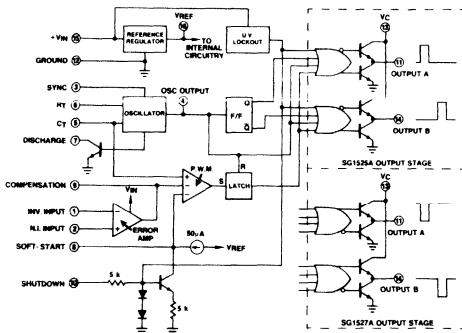 VREF
16
+VIN 15
REFERENCE REGULATOR
TO INTERNAL CIRCUITRY
U V LOCKOUT
GROUND 12
SYNC 3
RT 6
CT 5
DISCHARGE 7
OSCILLATOR
OSC OUTPUT
4
F/F
Q
Q̅
P.W.M
R
S
LATCH
COMPENSATION 9
VIN
INV. INPUT 1
N.I. INPUT 2
ERROR AMP
SOFT-START 8
50µA
VREF
SHUTDOWN 10
5 k
5 k
VC
13
11
OUTPUT A
14
OUTPUT B
SG1525A OUTPUT STAGE
VC
13
11
OUTPUT A
14
OUTPUT B
SG1527A OUTPUT STAGE